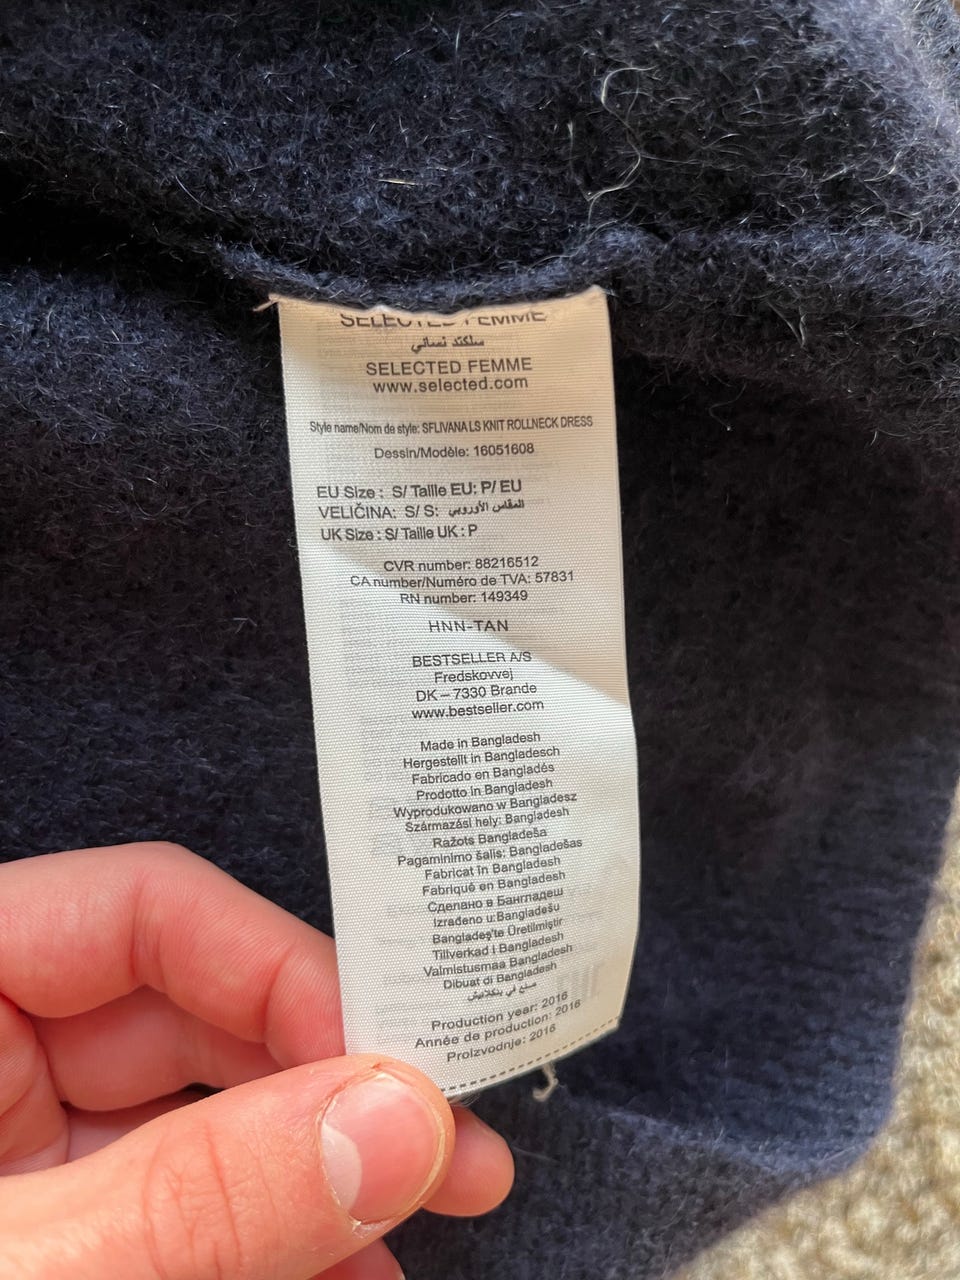 SELECTED FEMME
سلكتد نسائي
SELECTED FEMME
www.selected.com
Style name/Nom de style: SFLIVANA LS KNIT ROLLNECK DRESS
Dessin/Modèle: 16051608
EU Size : S/ Taille EU: P/ EU
VELIČINA: S/ S: المقاس الأوروبي
UK Size : S/ Taille UK : P
CVR number: 88216512
CA number/Numéro de TVA: 57831
RN number: 149349
HNN-TAN
BESTSELLER A/S
Fredskovvej
DK – 7330 Brande
www.bestseller.com
Made in Bangladesh
Hergestellt in Bangladesch
Fabricado en Bangladés
Prodotto in Bangladesh
Wyprodukowano w Bangladesz
Származási hely: Bangladesh
Ražots Bangladeša
Pagaminimo šalis: Bangladešas
Fabricat în Bangladesh
Fabriqué en Bangladesh
Сделано в Бангладеш
Izrađeno u:Bangladešu
Bangladeş'te Üretilmiştir
Tillverkad i Bangladesh
Valmistusmaa Bangladesh
Dibuat di Bangladesh
صنع في بنكلاديش
Production year: 2016
Année de production: 2016
Proizvodnje: 2016